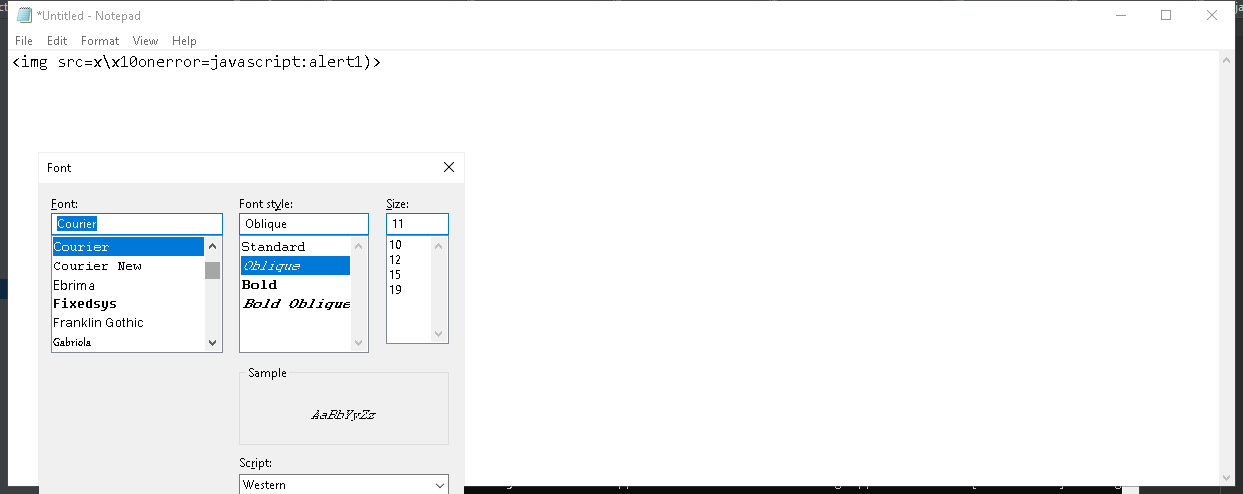 *Untitled - Notepad
File Edit Format View Help
<img src=x\x10onerror=javascript:alert1)>
Font
Font: Font style: Size:
Courier Oblique 11
Courier Standard 10
Courier New Oblique 12
Ebrima Bold 15
Fixedsys Bold Oblique 19
Franklin Gothic
Gabriola
Sample
AaBbYyZz
Script:
Western